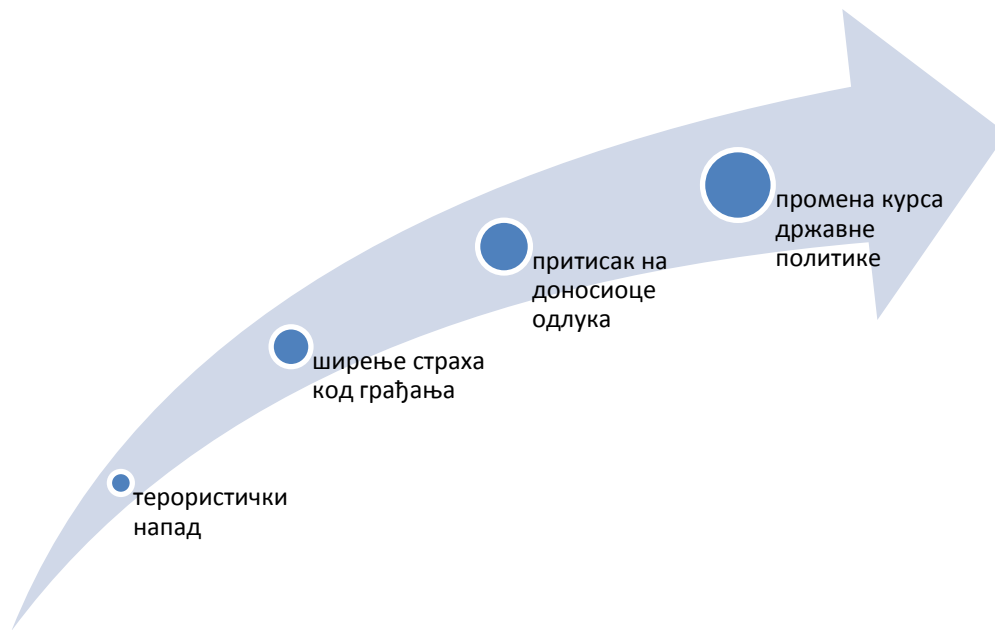 терористички
напад
ширење страха
код грађања
притисак на
доносиоце
одлука
промена курса
државне
политике